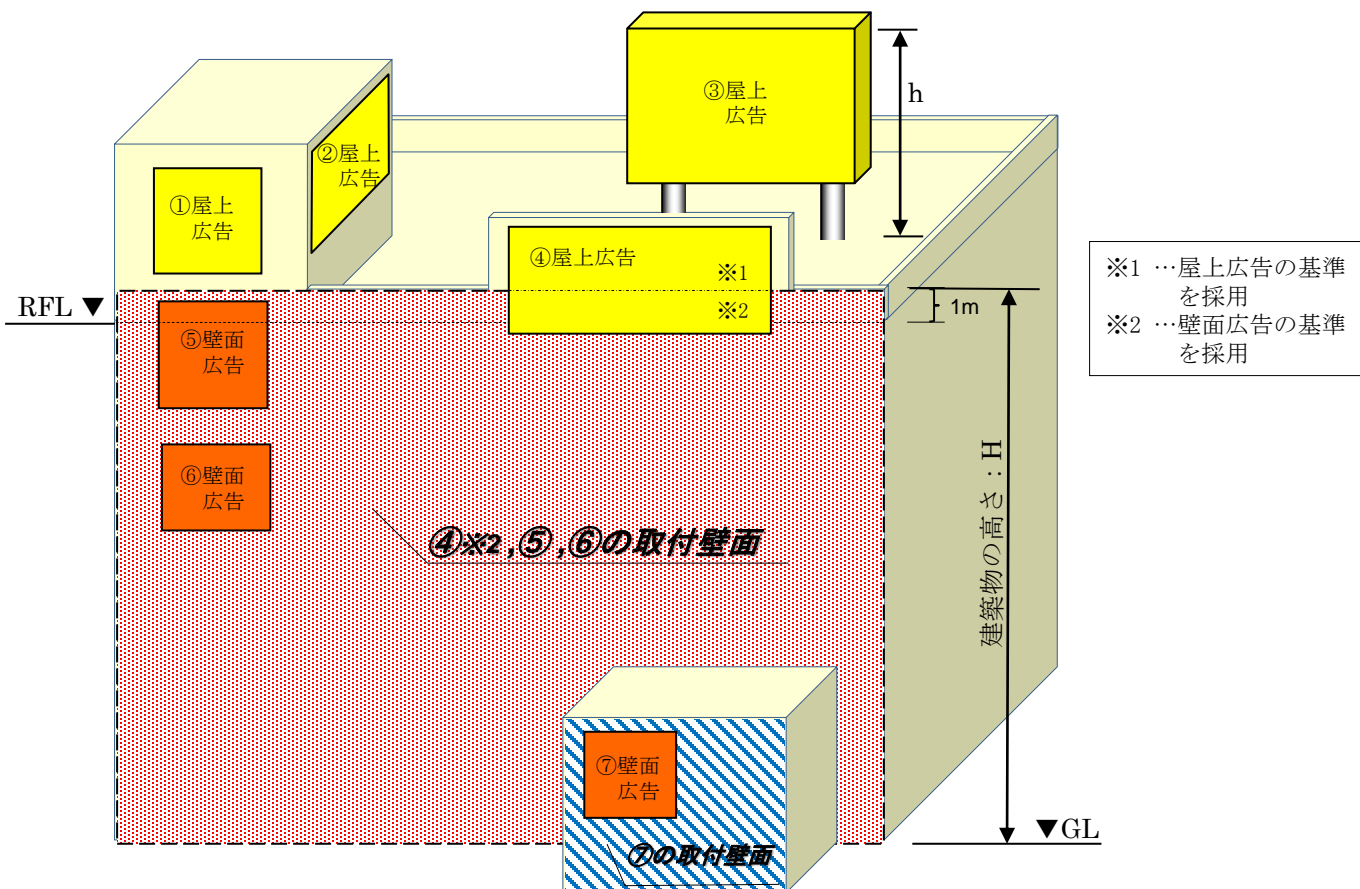 ③屋上
広告
h
②屋上
広告
①屋上
広告
④屋上広告
※1
※2
※1 …屋上広告の基準
を採用
※2 …壁面広告の基準
を採用
RFL ▼
1m
⑤壁面
広告
⑥壁面
広告
④※2 ,⑤ ,⑥の取付壁面
建築物の高さ：H
⑦壁面
広告
⑦の取付壁面
▼GL